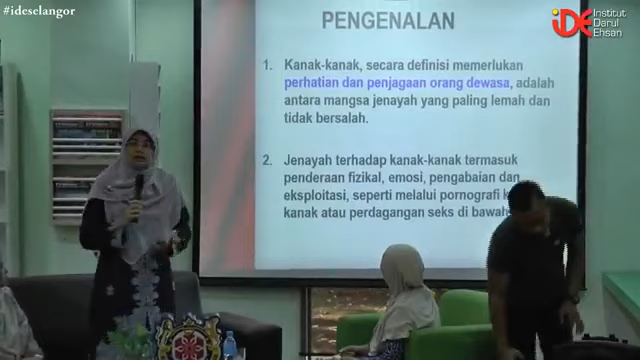 #ideselangor
IDE Institut
Darul
Ehsan
PENGENALAN
1. Kanak-kanak, secara definisi memerlukan
perhatian dan penjagaan orang dewasa, adalah
antara mangsa jenayah yang paling lemah dan
tidak bersalah.
2. Jenayah terhadap kanak-kanak termasuk
penderaan fizikal, emosi, pengabaian dan
eksploitasi, seperti melalui pornografi
kanak atau perdagangan seks di bawah